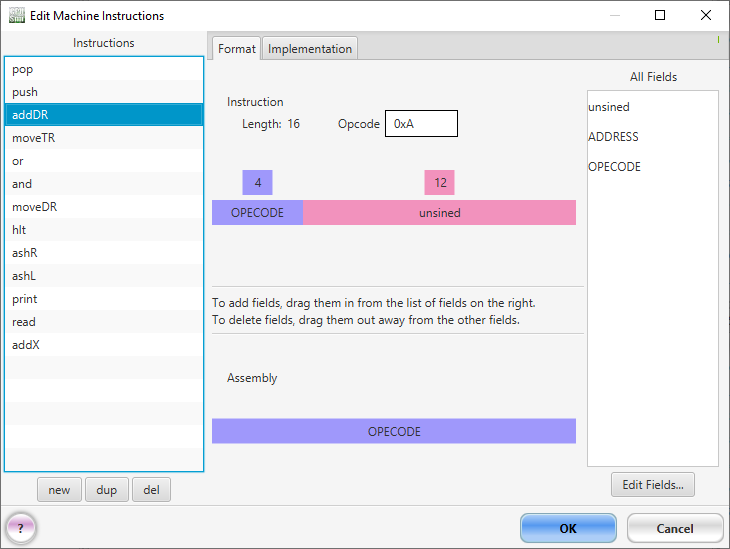 Edit Machine Instructions
Instructions
pop
push
addDR
moveTR
or
and
moveDR
hlt
ashR
ashL
print
read
addX
new dup del
Format Implementation
Instruction
Length: 16 Opcode 0xA
4 12
OPECODE unsined
To add fields, drag them in from the list of fields on the right.
To delete fields, drag them out away from the other fields.
Assembly
OPECODE
All Fields
unsined
ADDRESS
OPECODE
Edit Fields...
? OK Cancel